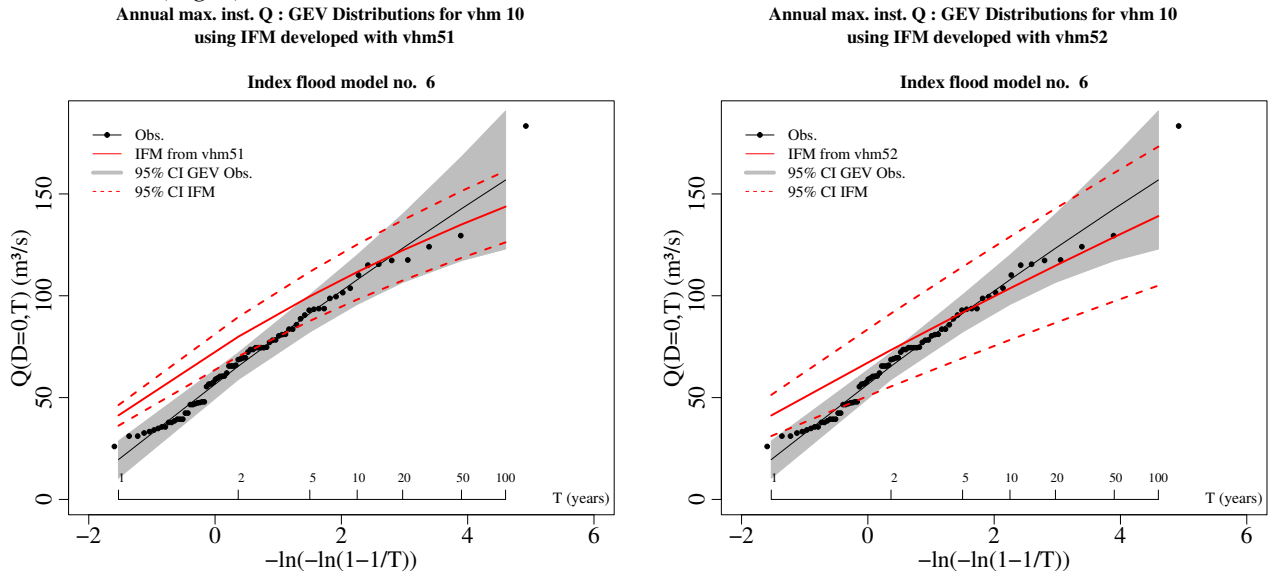 Annual max. inst. Q : GEV Distributions for vhm 10
using IFM developed with vhm51
Index flood model no. 6
Obs.
IFM from vhm51
95% CI GEV Obs.
95% CI IFM
Q(D=0,T) (m³/s)
0
50
100
150
1
2
5
10
20
50
100
T (years)
−2
0
2
4
6
−ln(−ln(1−1/T))
Annual max. inst. Q : GEV Distributions for vhm 10
using IFM developed with vhm52
Index flood model no. 6
Obs.
IFM from vhm52
95% CI GEV Obs.
95% CI IFM
Q(D=0,T) (m³/s)
0
50
100
150
1
2
5
10
20
50
100
T (years)
−2
0
2
4
6
−ln(−ln(1−1/T))